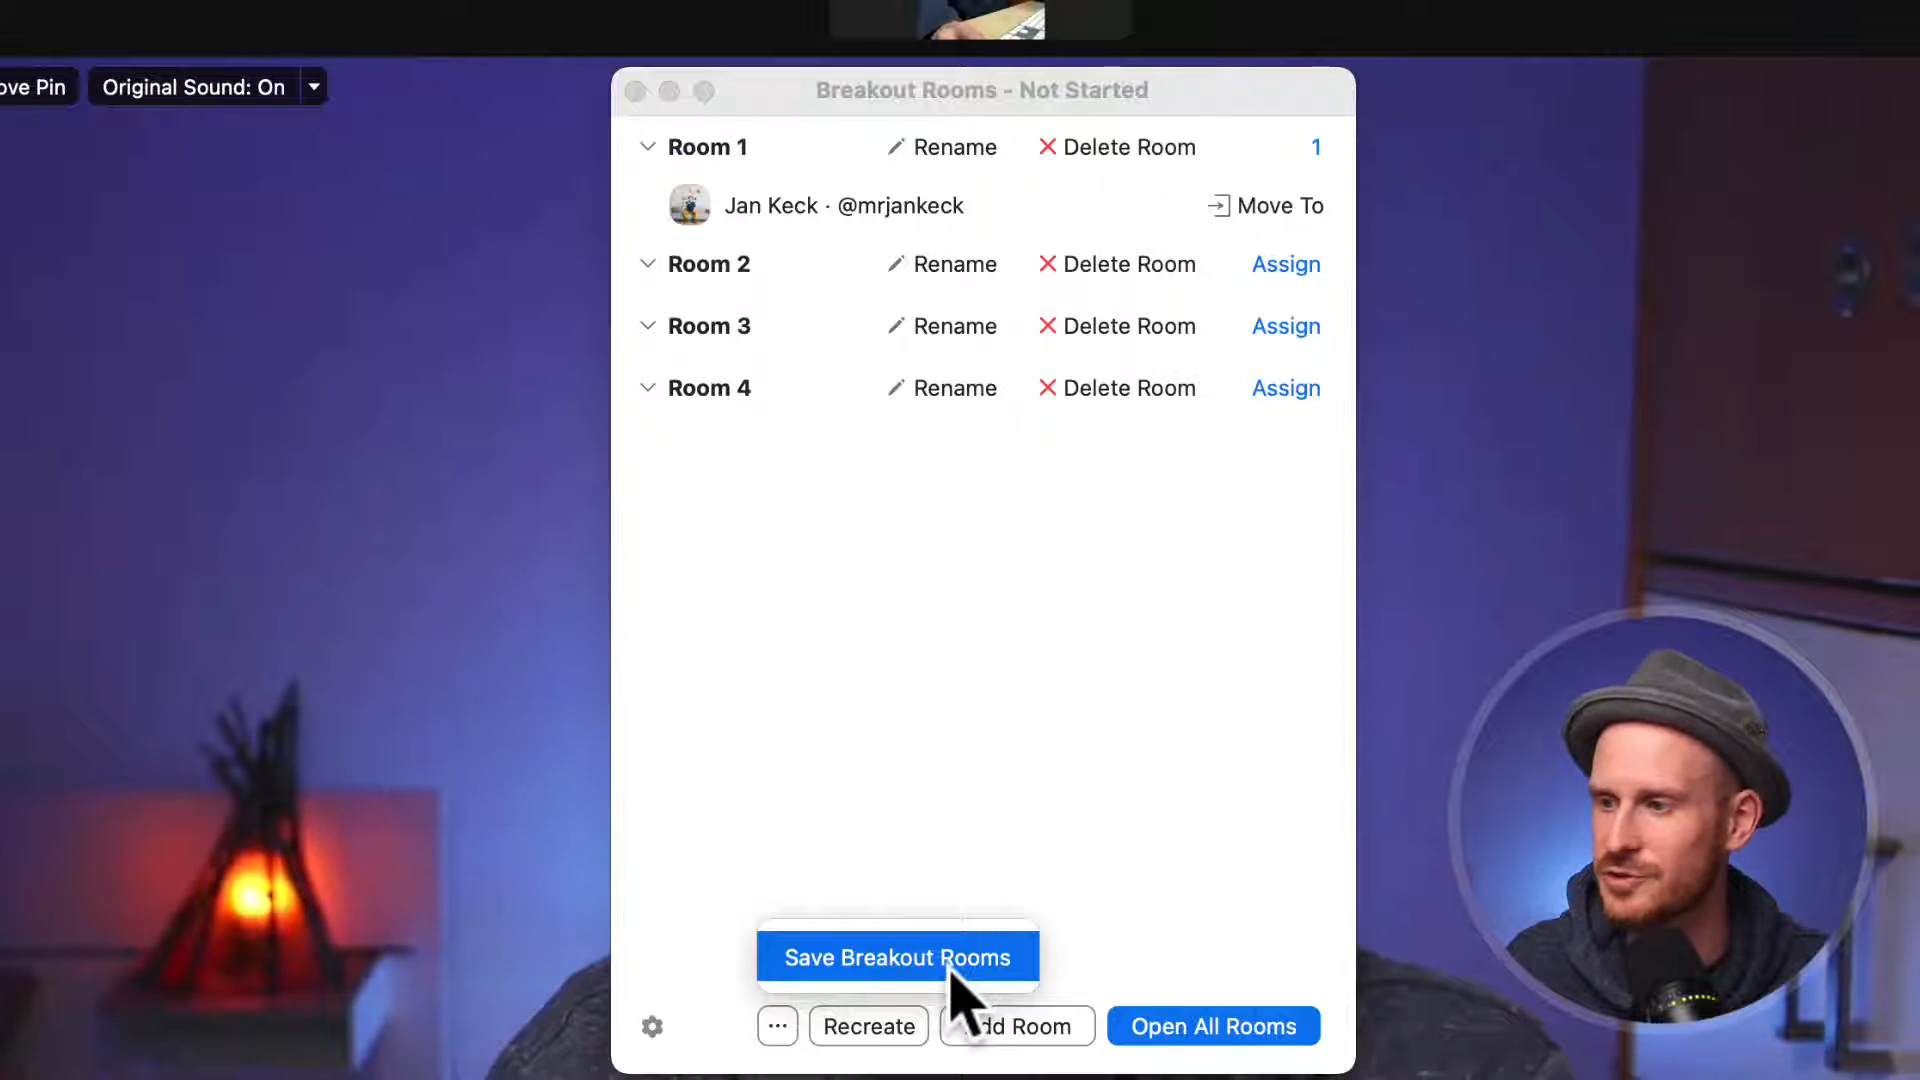 ove Pin
Original Sound: On
Breakout Rooms - Not Started
Room 1 Rename Delete Room 1
Jan Keck · @mrjankeck Move To
Room 2 Rename Delete Room Assign
Room 3 Rename Delete Room Assign
Room 4 Rename Delete Room Assign
Save Breakout Rooms
... Recreate dd Room Open All Rooms